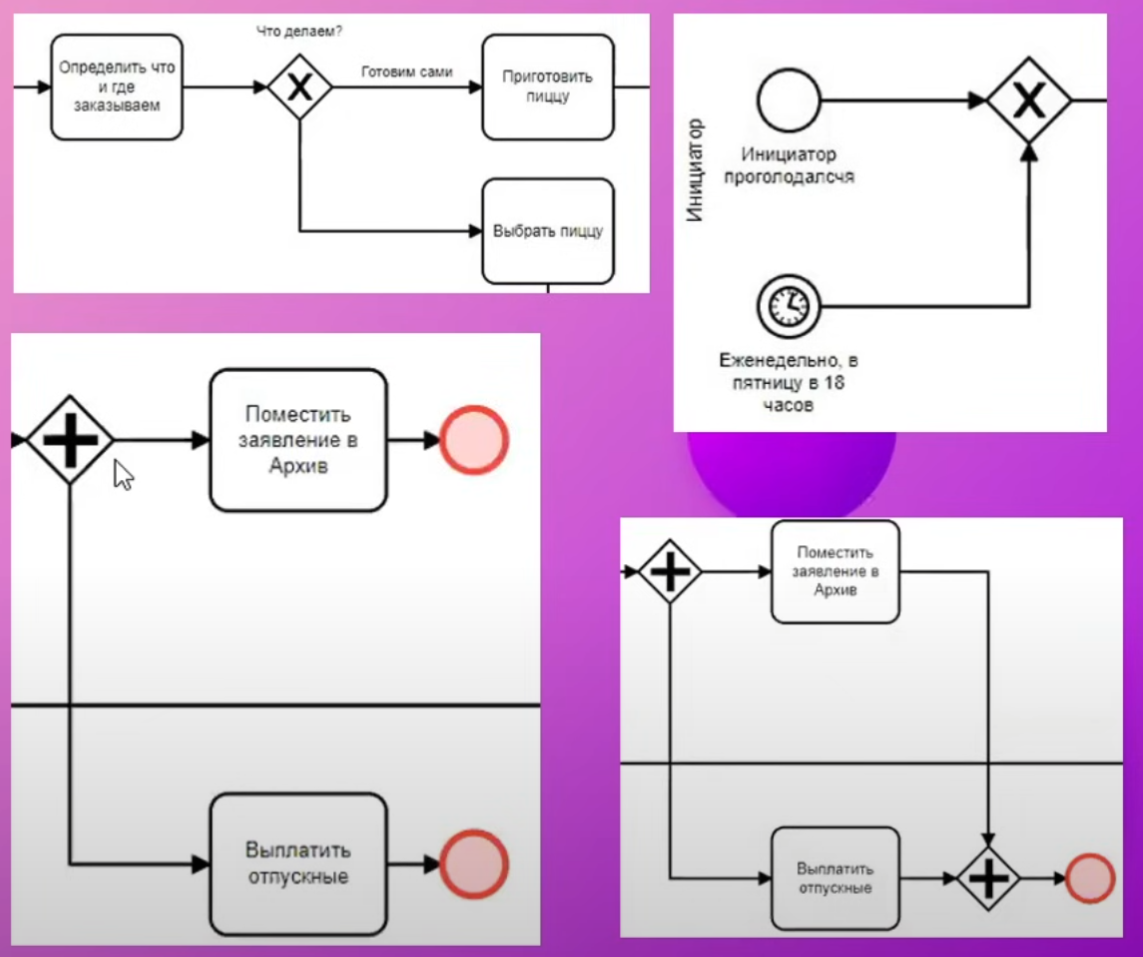 Что делаем?
Определить что
и где
заказываем
Готовим сами
Приготовить
пиццу
Выбрать пиццу
Инициатор
Инициатор
проголодалсчя
Еженедельно, в
пятницу в 18
часов
Поместить
заявление в
Архив
Выплатить
отпускные
Поместить
заявление в
Архив
Выплатить
отпускные